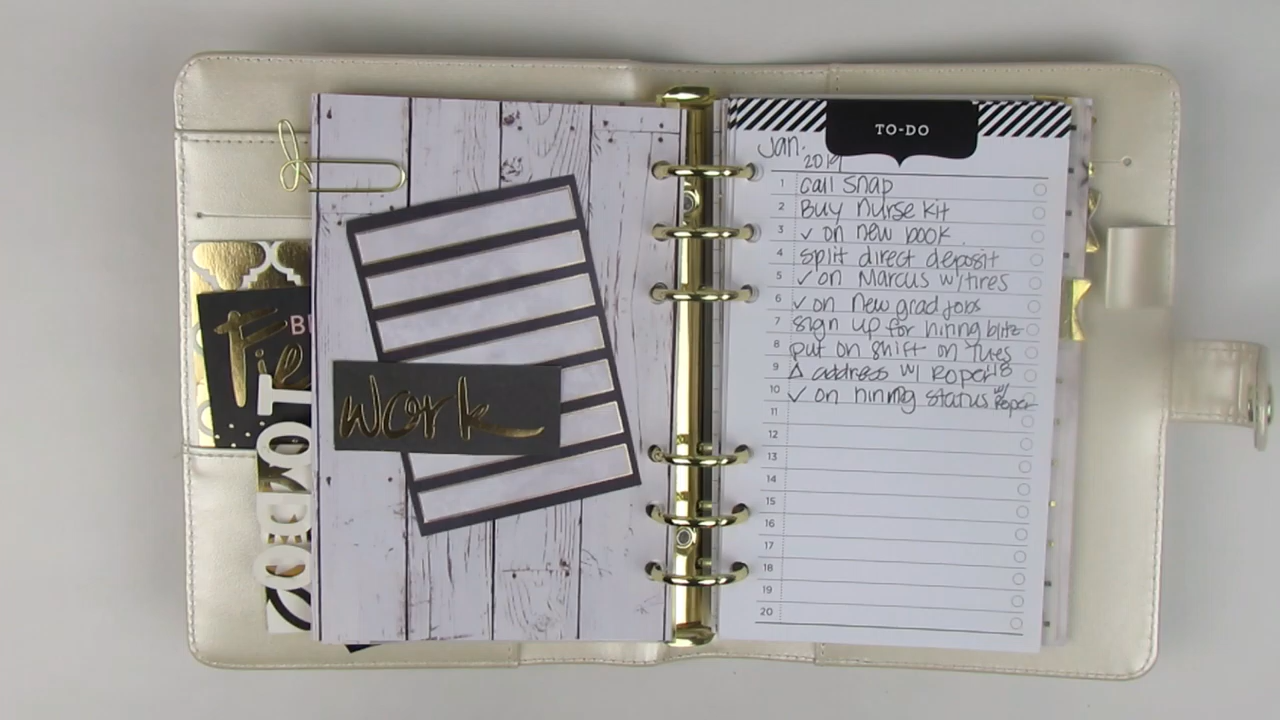 work
TO-DO
Jan.
2019
1 call snap
2 Buy nurse kit
3 ✓ on new book
4 split direct deposit
5 ✓ on Marcus w/tires
6 ✓ on new grad jobs
7 sign up for hiring blitz
8 put on shift on Tues
9 Δ address w/ Roper
10 ✓ on hiring status w/ Roper
11
12
13
14
15
16
17
18
19
20